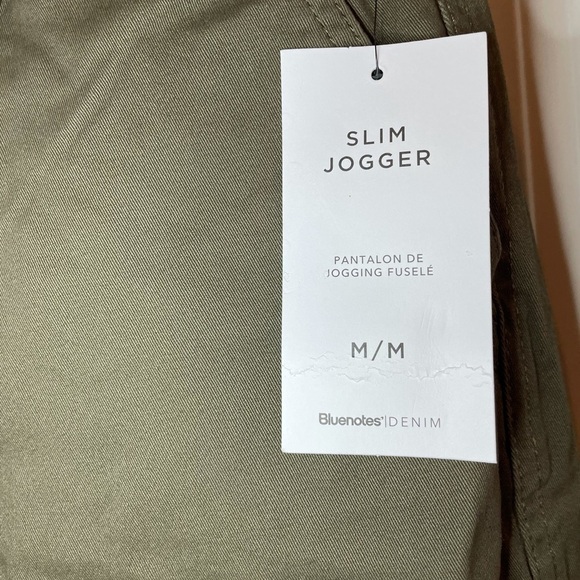 SLIM
JOGGER
PANTALON DE
JOGGING FUSELÉ
M/M
Bluenotes' | DENIM